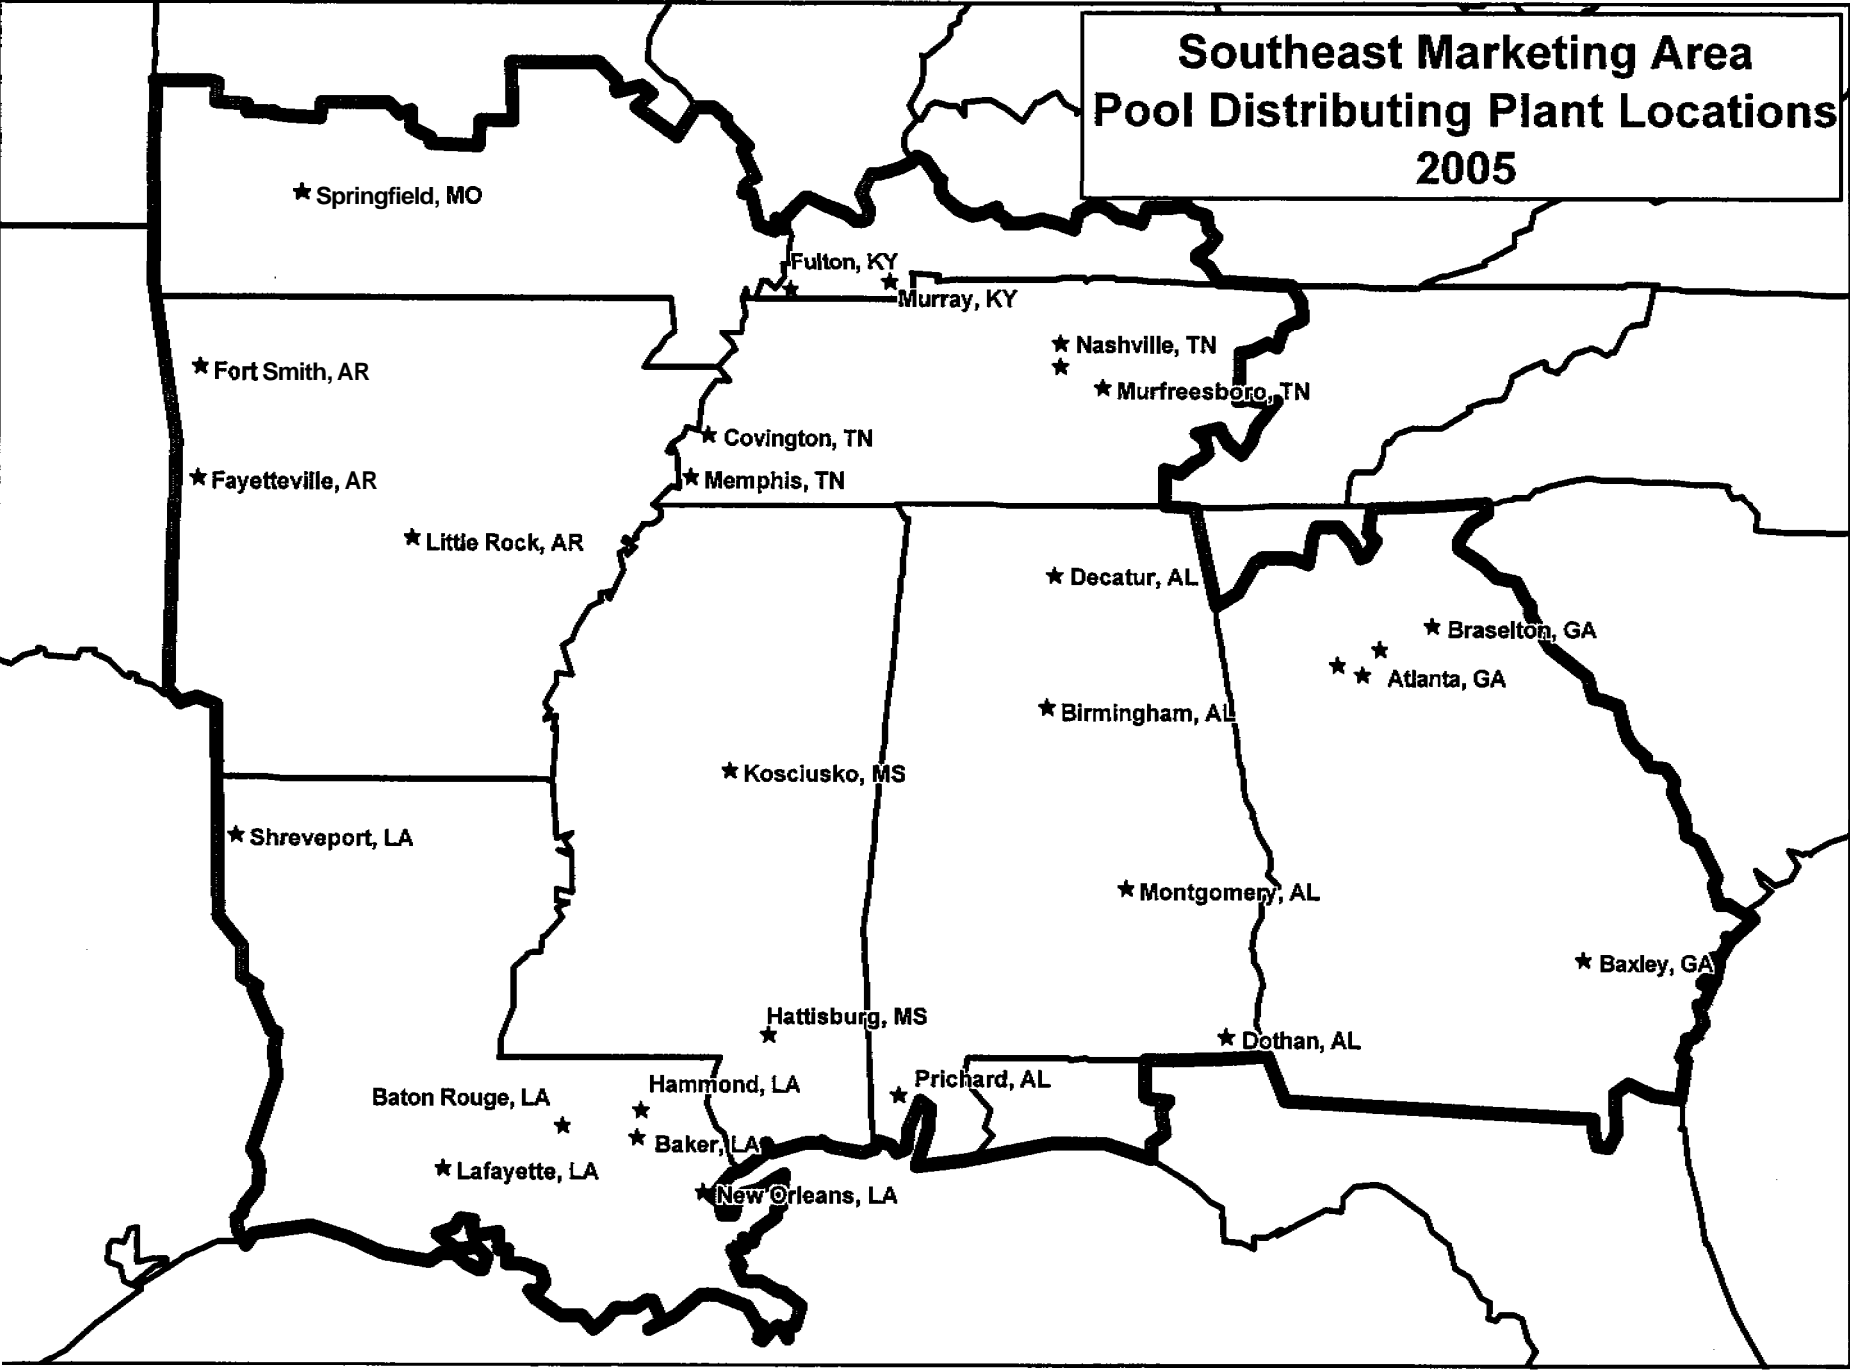 Southeast Marketing Area
Pool Distributing Plant Locations
2005
Springfield, MO
Fulton, KY
Murray, KY
Nashville, TN
Fort Smith, AR
Murfreesboro, TN
Covington, TN
Fayetteville, AR
Memphis, TN
Little Rock, AR
Decatur, AL
Braselton, GA
Atlanta, GA
Birmingham, AL
Kosciusko, MS
Shreveport, LA
Montgomery, AL
Baxley, GA
Hattisburg, MS
Dothan, AL
Prichard, AL
Hammond, LA
Baton Rouge, LA
Baker, LA
Lafayette, LA
New Orleans, LA